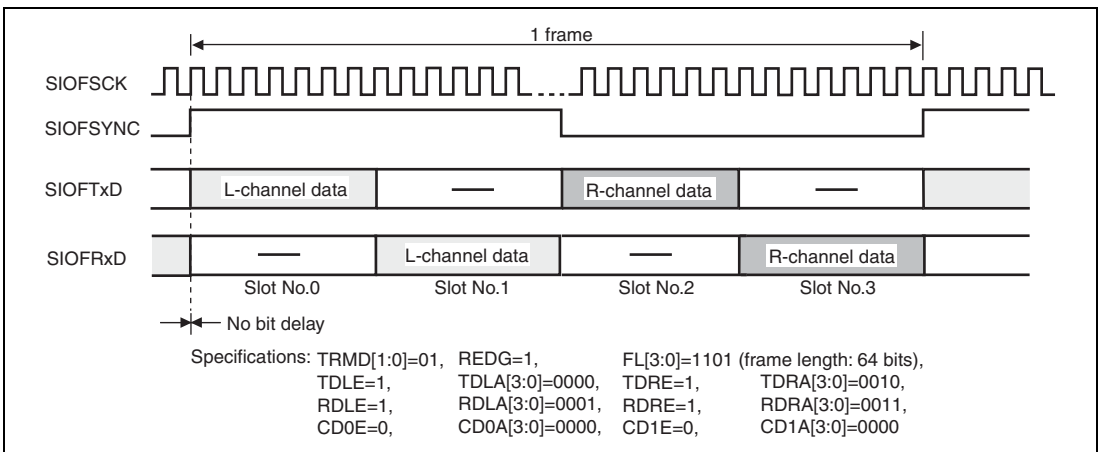 1 frame
SIOFSCK
SIOFSYNC
SIOFTxD L-channel data R-channel data
SIOFRxD L-channel data R-channel data
Slot No.0 Slot No.1 Slot No.2 Slot No.3
No bit delay
Specifications: TRMD[1:0]=01, REDG=1, FL[3:0]=1101 (frame length: 64 bits),
TDLE=1, TDLA[3:0]=0000, TDRE=1, TDRA[3:0]=0010,
RDLE=1, RDLA[3:0]=0001, RDRE=1, RDRA[3:0]=0011,
CD0E=0, CD0A[3:0]=0000, CD1E=0, CD1A[3:0]=0000